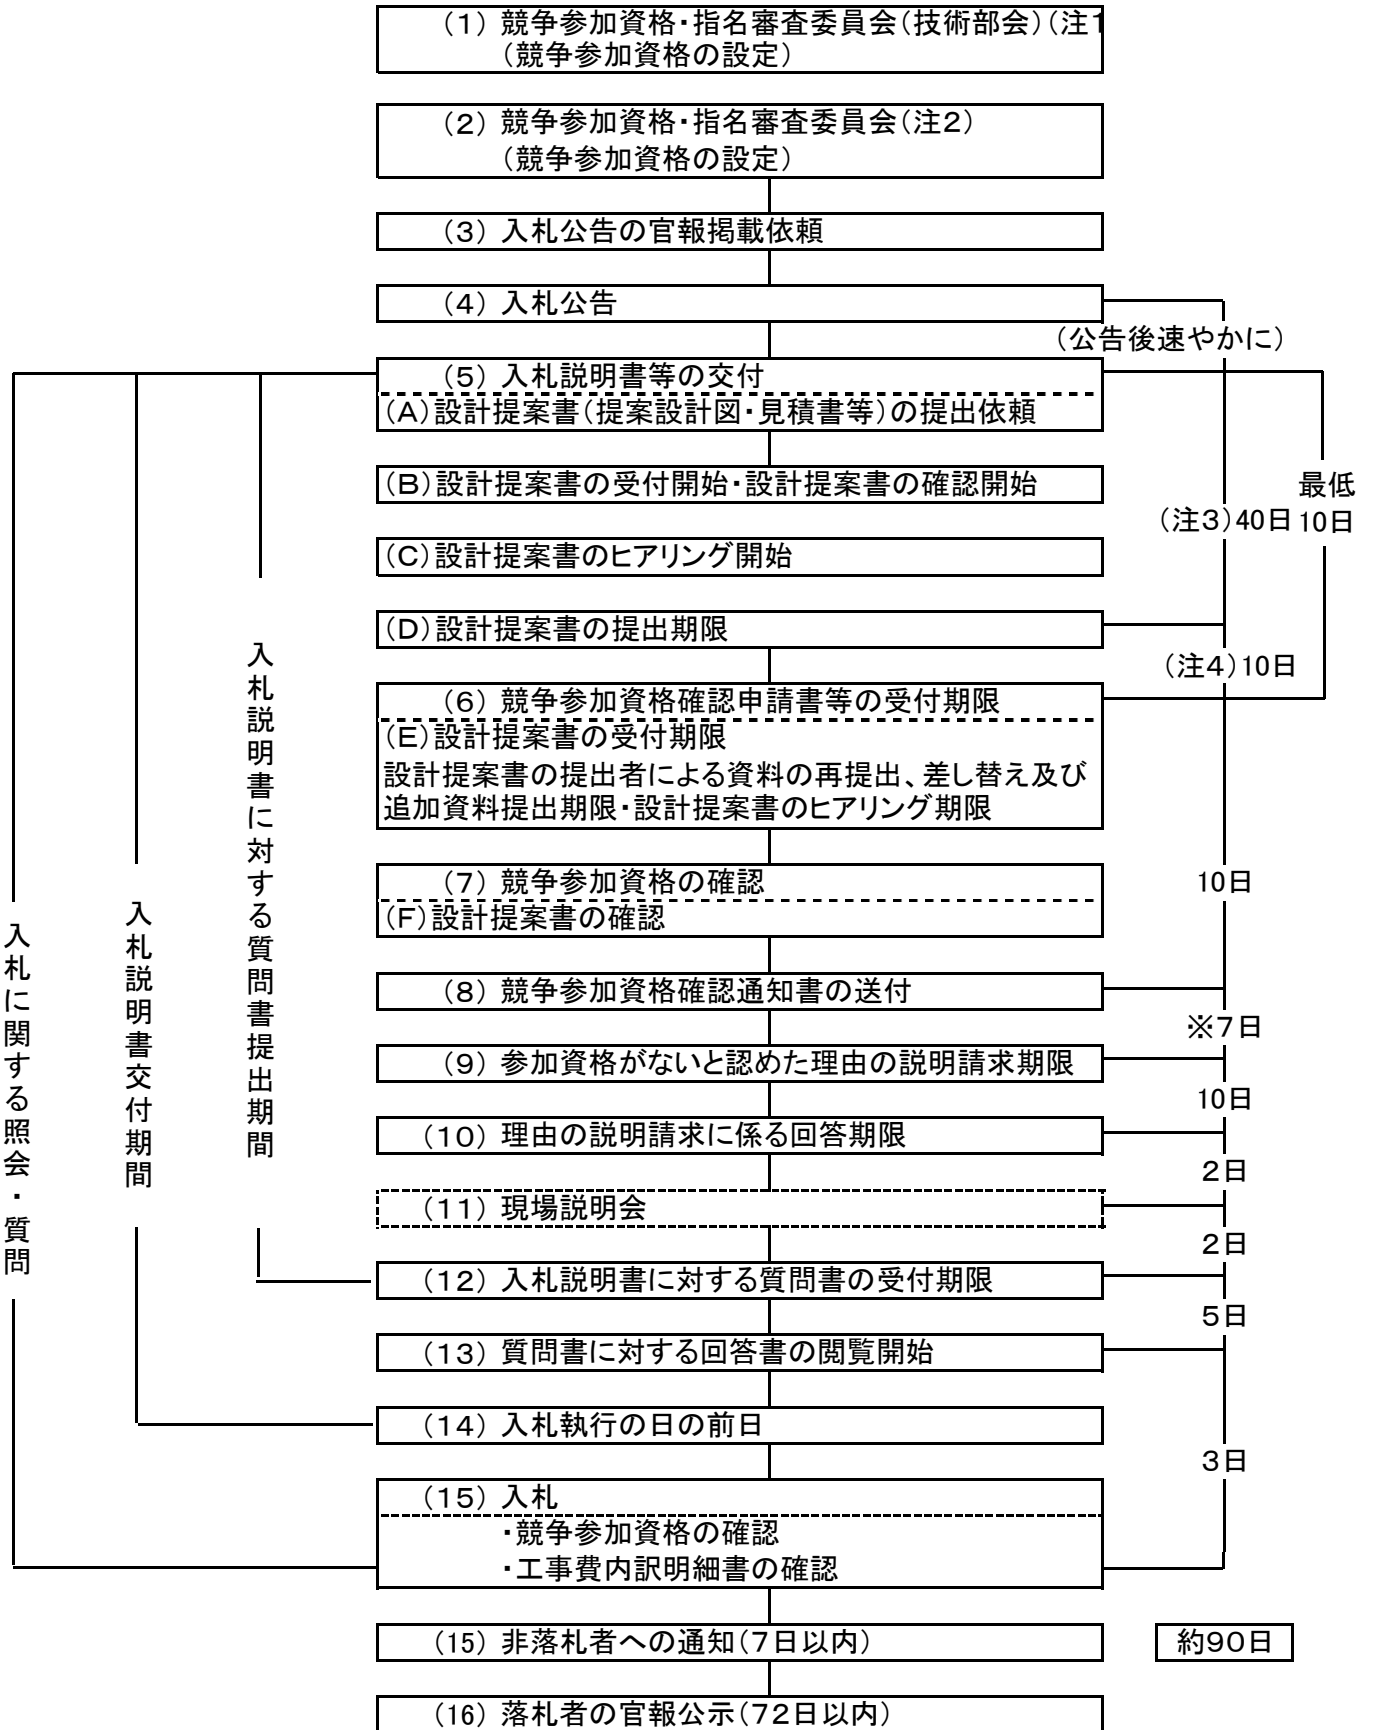 （１）競争参加資格・指名審査委員会（技術部会）（注１
（競争参加資格の設定）
（２）競争参加資格・指名審査委員会（注２）
（競争参加資格の設定）
（３）入札公告の官報掲載依頼
（４）入札公告
（公告後速やかに）
（５）入札説明書等の交付
（Ａ）設計提案書（提案設計図・見積書等）の提出依頼
（Ｂ）設計提案書の受付開始・設計提案書の確認開始
最低
10日
（注３）40日
（Ｃ）設計提案書のヒアリング開始
（Ｄ）設計提案書の提出期限
（注４）10日
（６）競争参加資格確認申請書等の受付期限
（Ｅ）設計提案書の受付期限
設計提案書の提出者による資料の再提出、差し替え及び
追加資料提出期限・設計提案書のヒアリング期限
（７）競争参加資格の確認
10日
（Ｆ）設計提案書の確認
（８）競争参加資格確認通知書の送付
※７日
（９）参加資格がないと認めた理由の説明請求期限
10日
（１０）理由の説明請求に係る回答期限
２日
（１１）現場説明会
２日
（１２）入札説明書に対する質問書の受付期限
５日
（１３）質問書に対する回答書の閲覧開始
（１４）入札執行の日の前日
３日
（１５）入札
・競争参加資格の確認
・工事費内訳明細書の確認
（15）非落札者への通知（７日以内）
約９０日
（16）落札者の官報公示（７２日以内）
入札説明書に対する質問書提出期間
入札説明書交付期間
入札に関する照会・質問